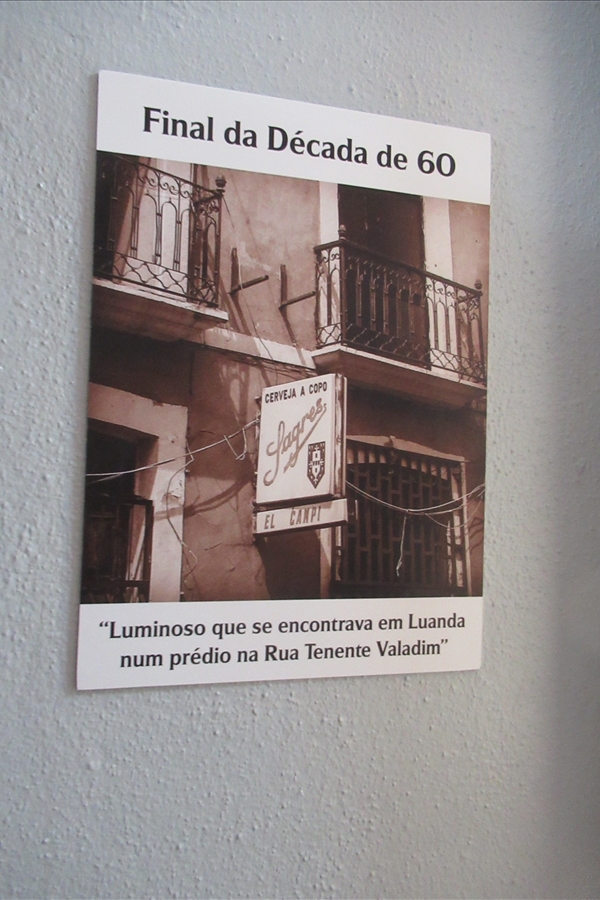 Final da Década de 60
CERVEJA A COPO
Sagres
EL CAMPI
“Luminoso que se encontrava em Luanda
num prédio na Rua Tenente Valadim”